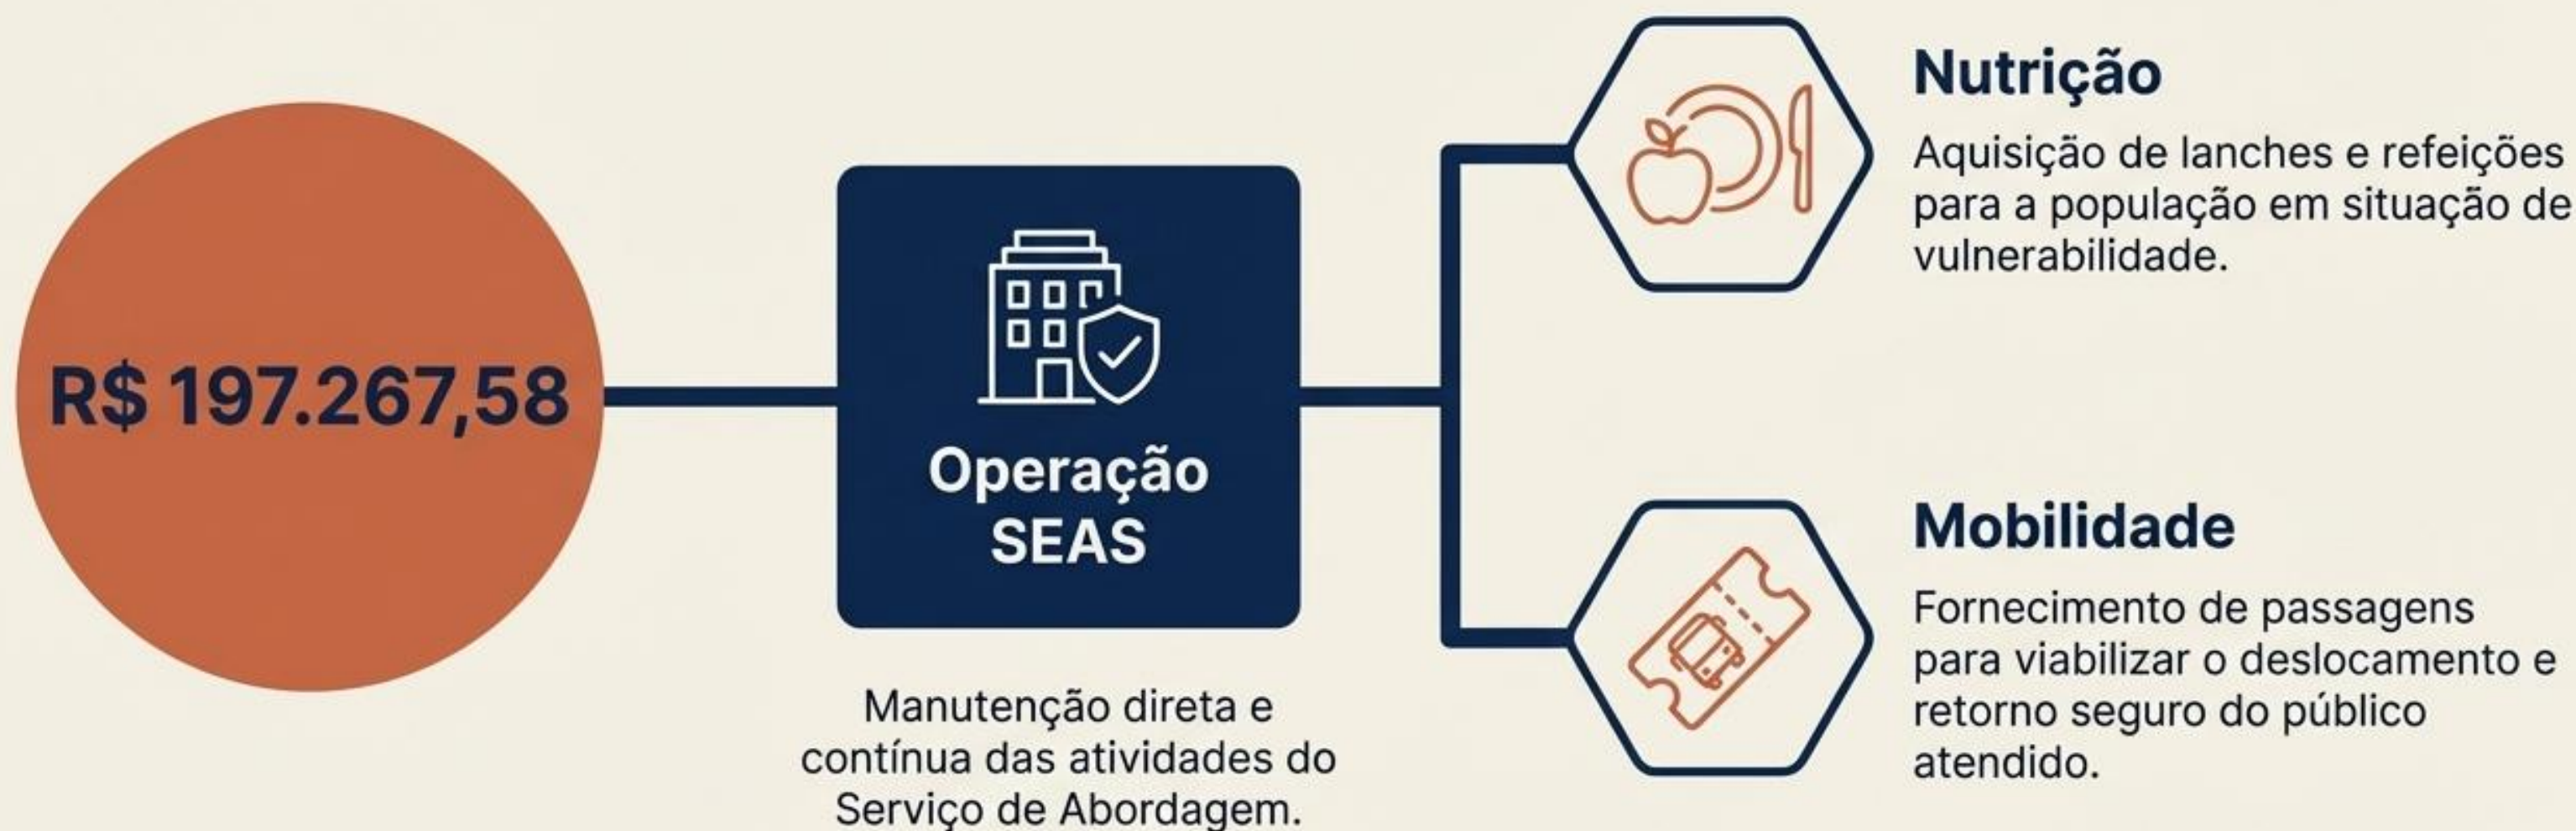 R$ 197.267,58
Operação
SEAS
Manutenção direta e
contínua das atividades do
Serviço de Abordagem.
Nutrição
Aquisição de lanches e refeições
para a população em situação de
vulnerabilidade.
Mobilidade
Fornecimento de passagens
para viabilizar o deslocamento e
retorno seguro do público
atendido.